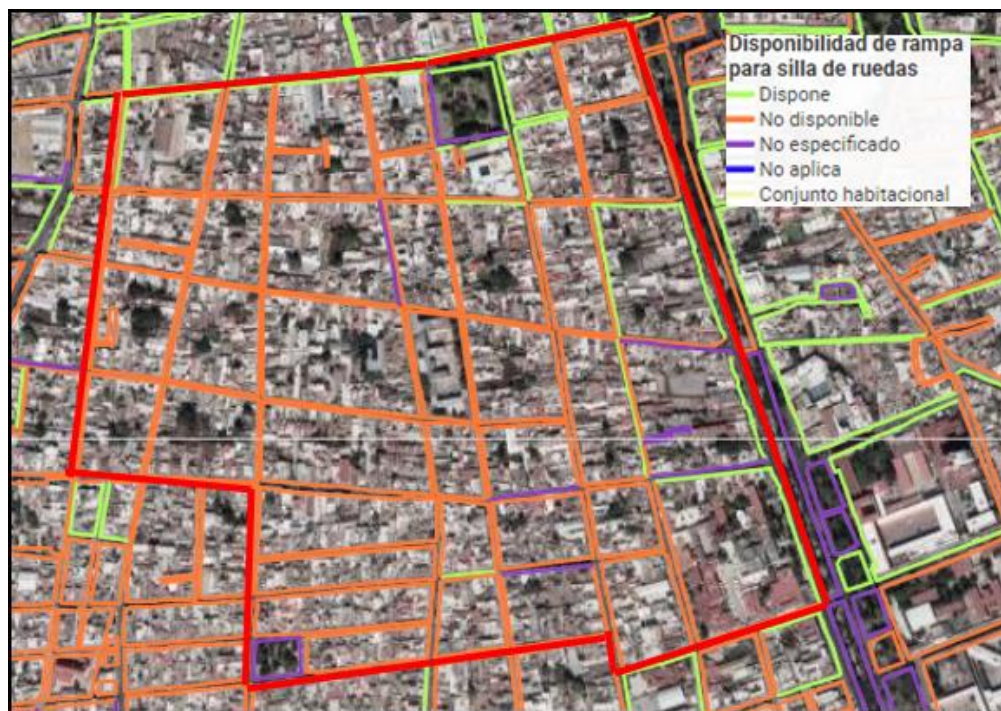 Disponibilidad de rampa
para silla de ruedas
Dispone
No disponible
No especificado
No aplica
Conjunto habitacional